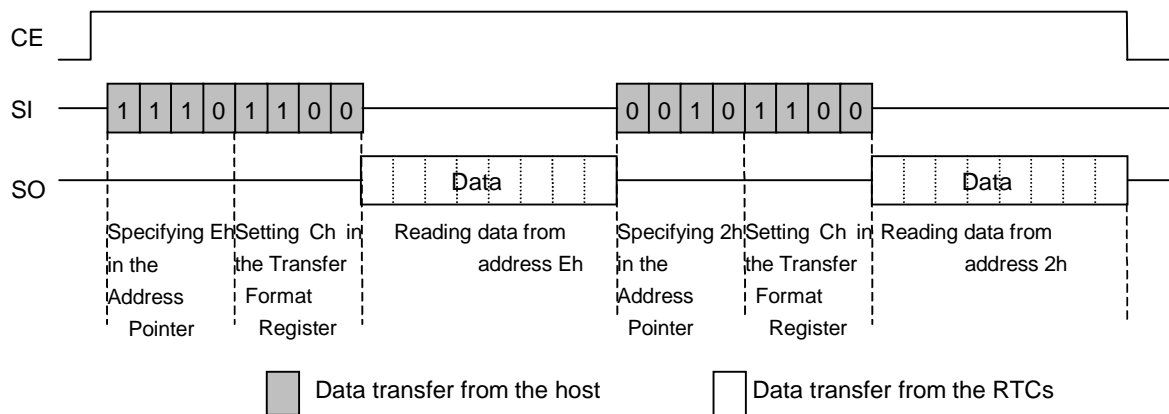 CE
SI 1 1 1 0 1 1 0 0 0 0 1 0 1 1 0 0
SO Data Data
Specifying Eh Setting Ch in Reading data from Specifying 2h Setting Ch in Reading data from
in the the Transfer address Eh in the the Transfer address 2h
Address Format Address Format
Pointer Register Pointer Register
Data transfer from the host Data transfer from the RTCs